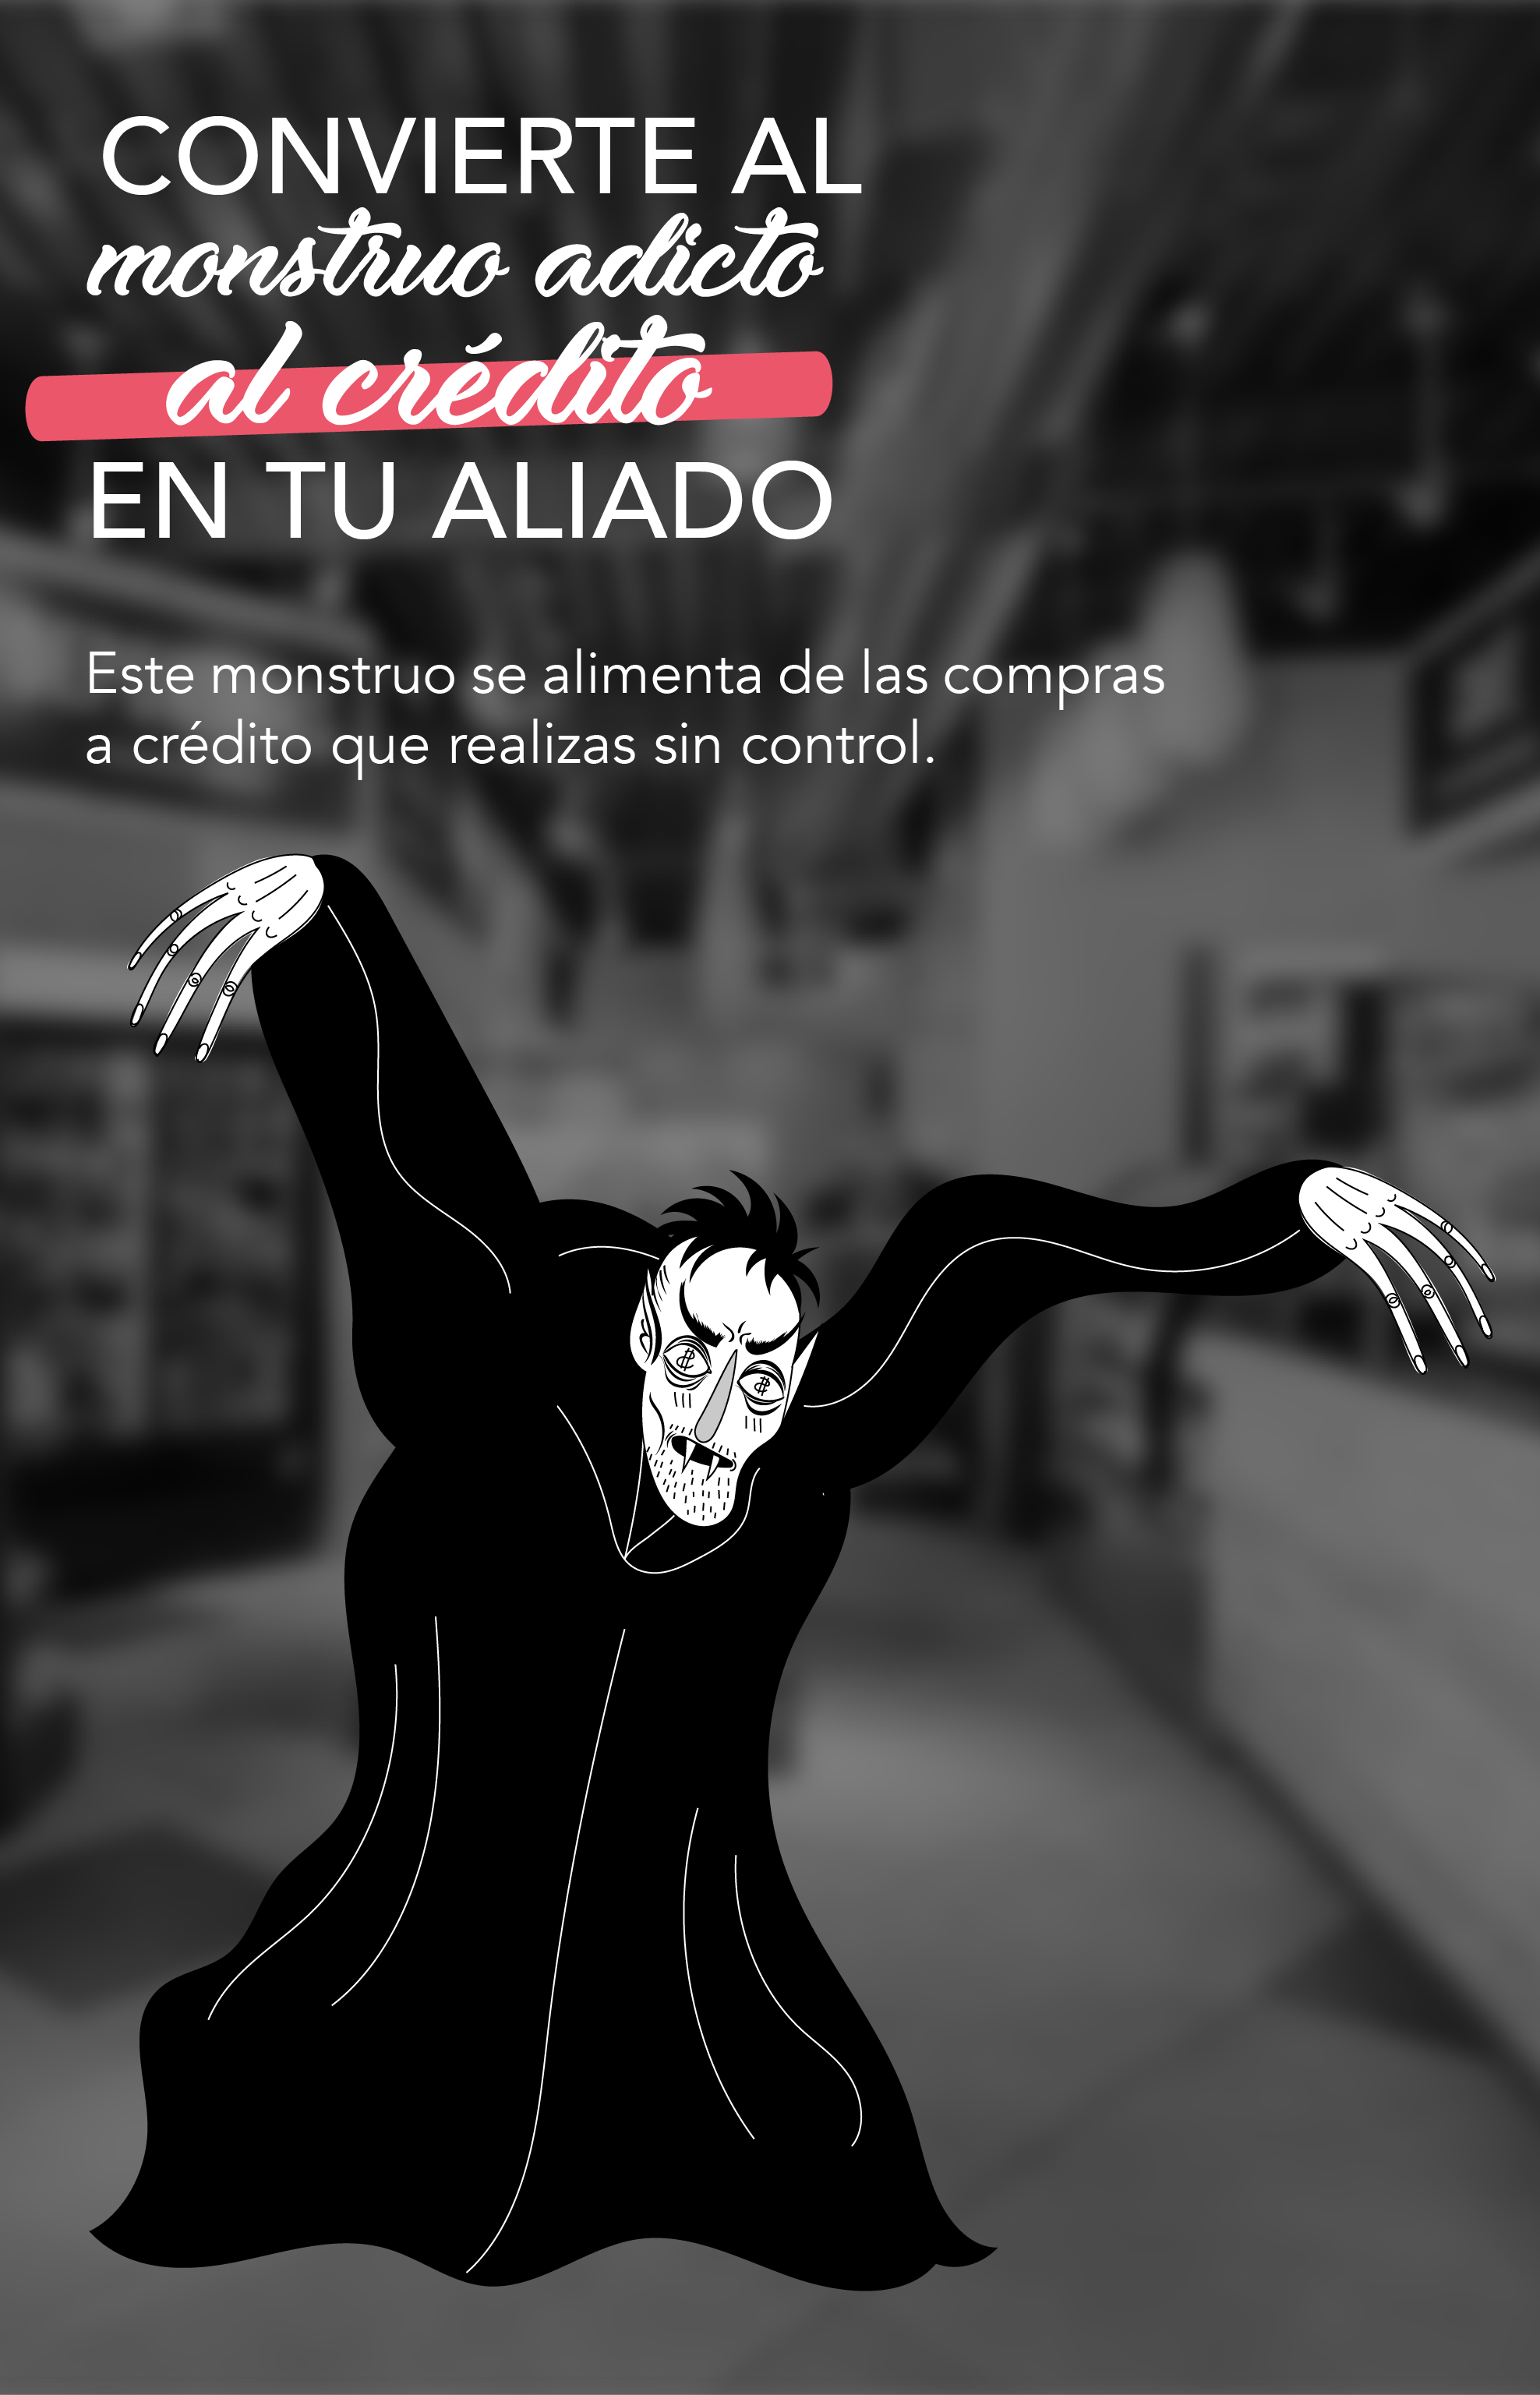 CONVIERTE AL
monstruo adicto
al crédito
EN TU ALIADO
Este monstruo se alimenta de las compras
a crédito que realizas sin control.